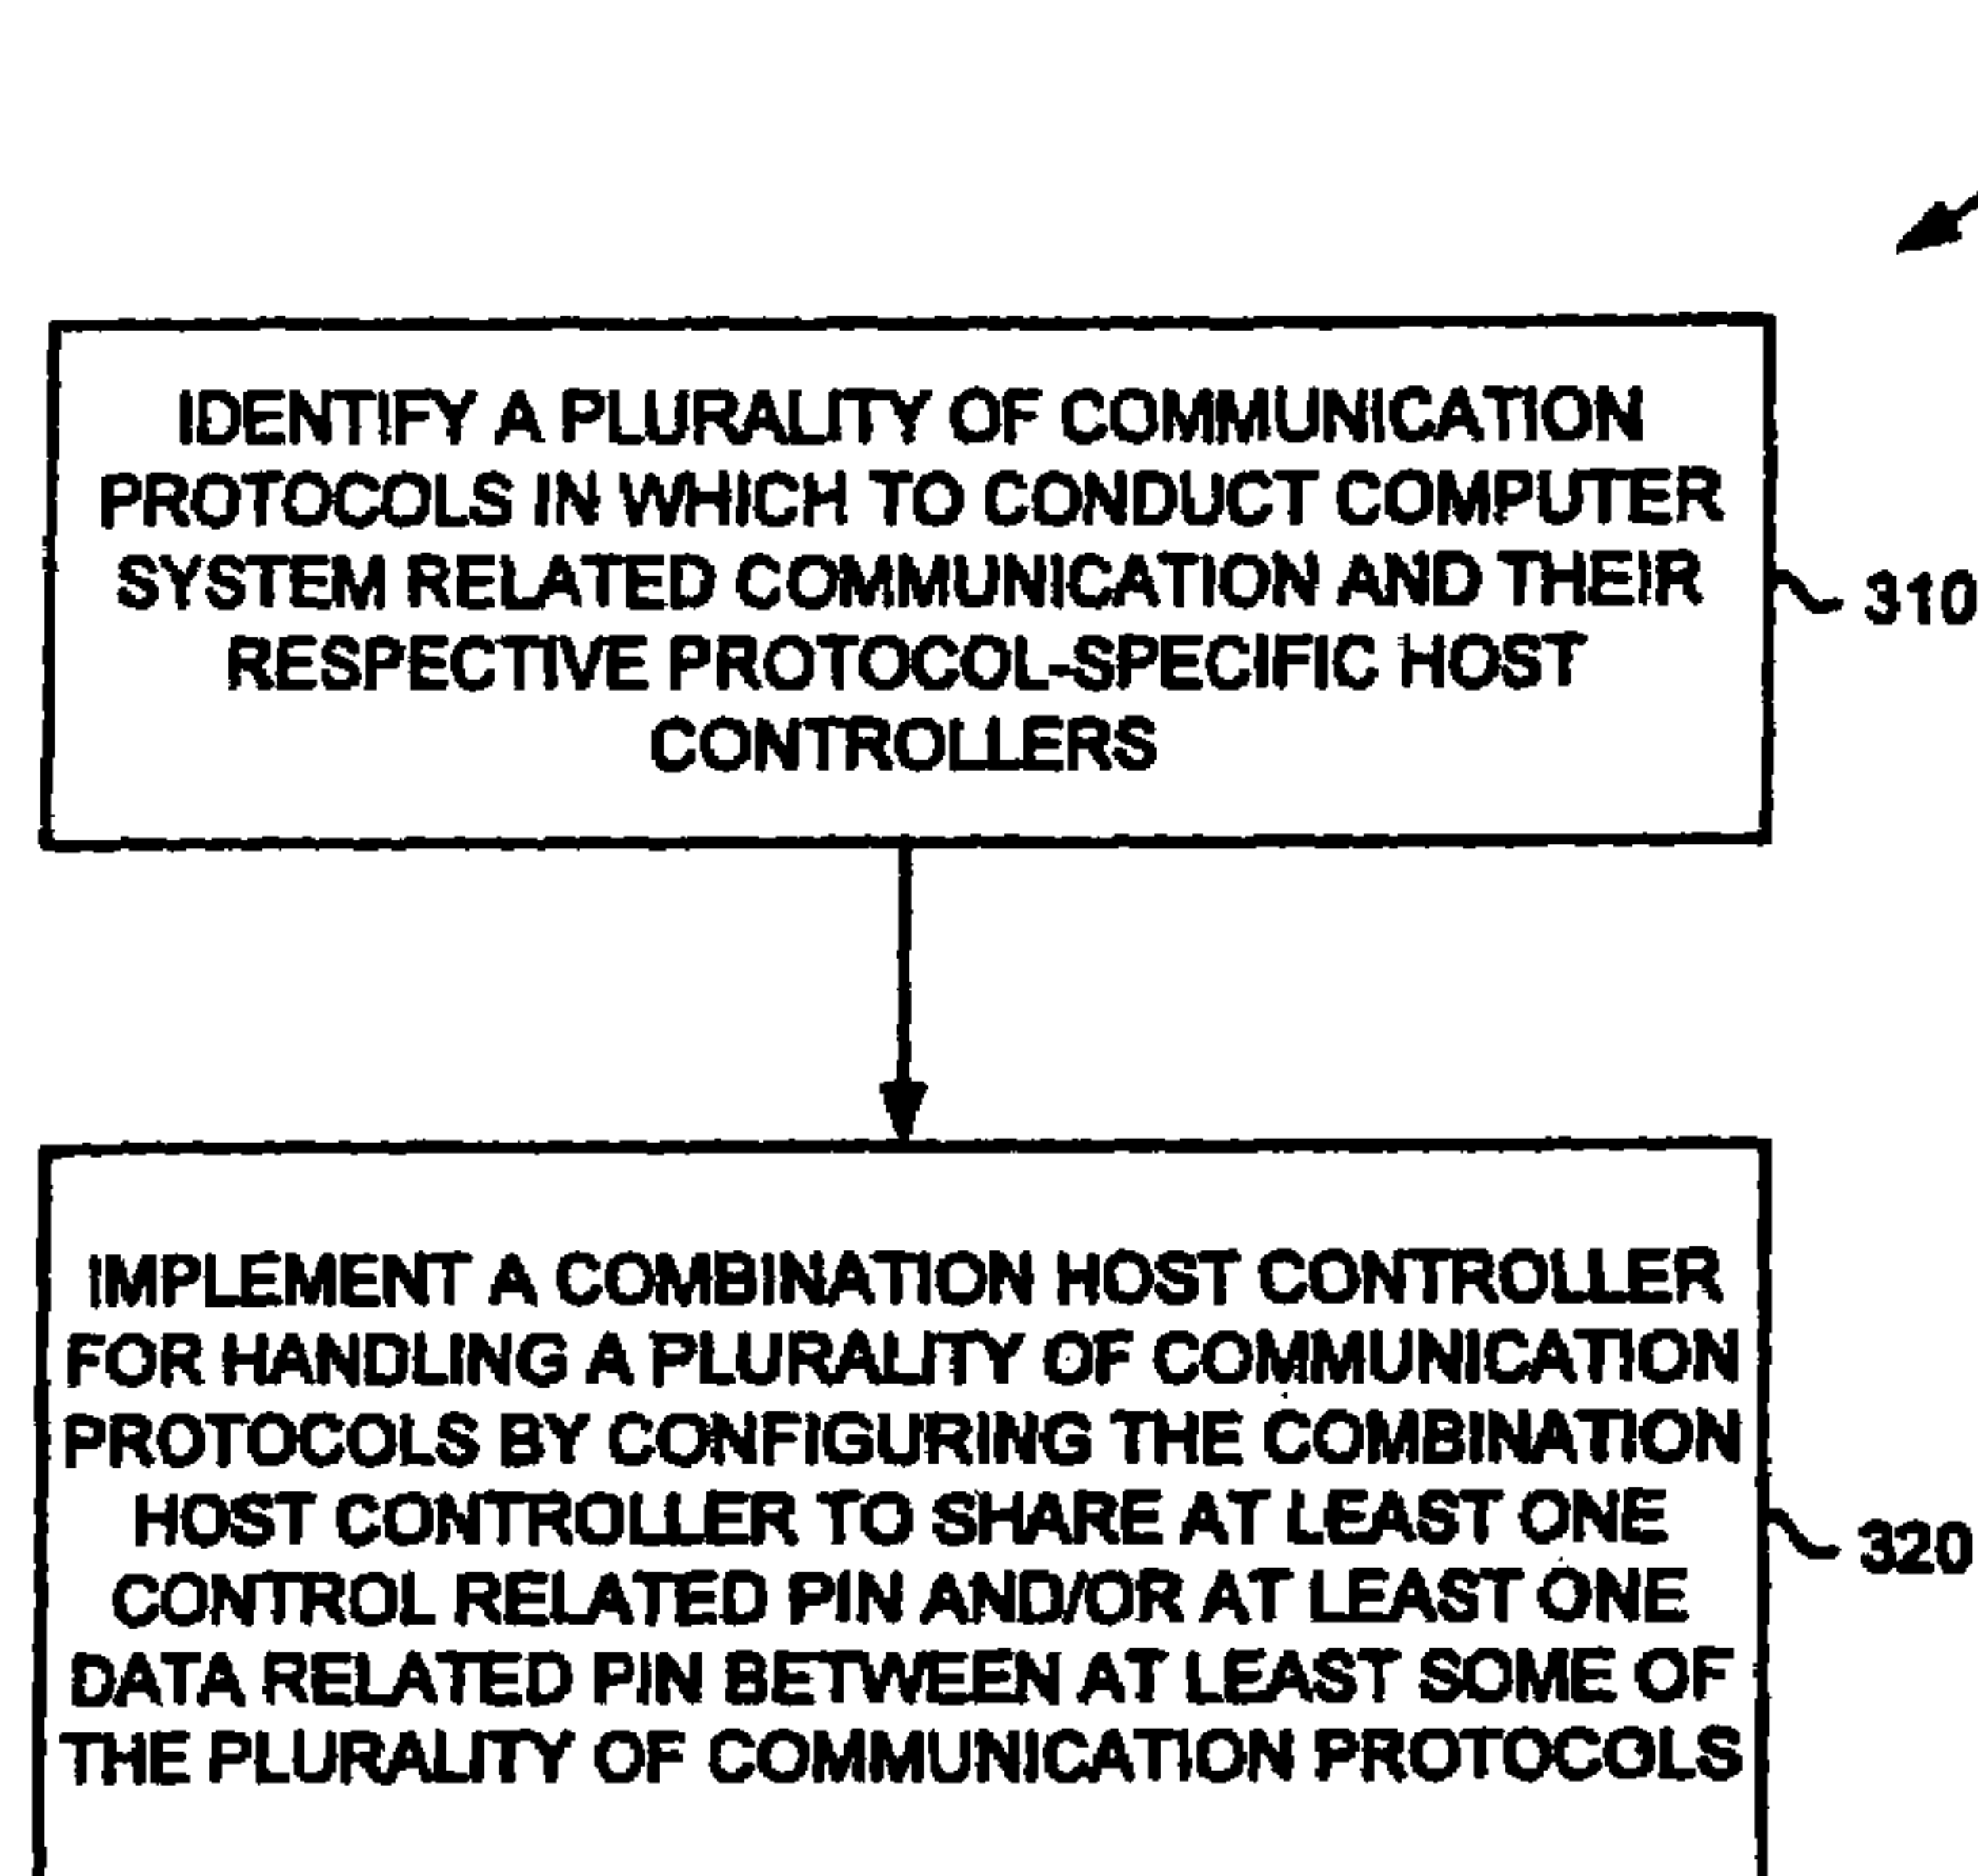 IDENTIFY A PLURALITY OF COMMUNICATION
PROTOCOLS IN WHICH TO CONDUCT COMPUTER
SYSTEM RELATED COMMUNICATION AND THEIR
RESPECTIVE PROTOCOL-SPECIFIC HOST
CONTROLLERS
310
IMPLEMENT A COMBINATION HOST CONTROLLER
FOR HANDLING A PLURALITY OF COMMUNICATION
PROTOCOLS BY CONFIGURING THE COMBINATION
HOST CONTROLLER TO SHARE AT LEAST ONE
CONTROL RELATED PIN AND/OR AT LEAST ONE
DATA RELATED PIN BETWEEN AT LEAST SOME OF
THE PLURALITY OF COMMUNICATION PROTOCOLS
320